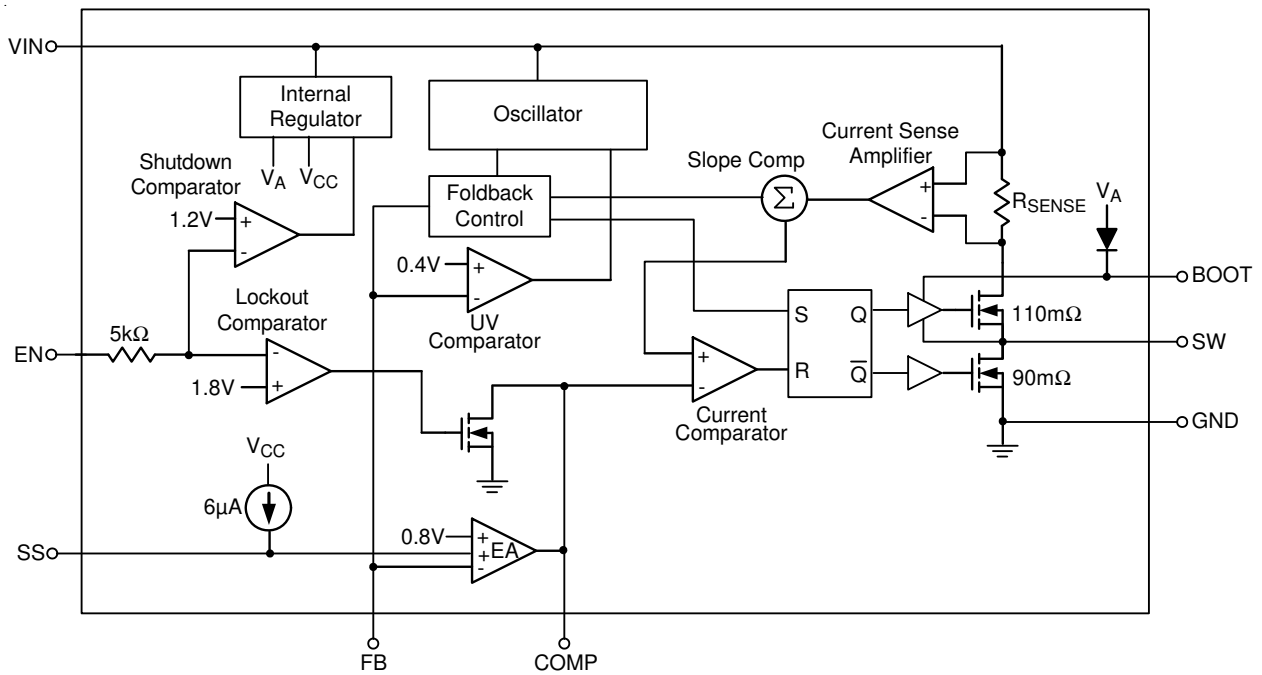 VIN
Internal
Regulator
Oscillator
Current Sense
Amplifier
Shutdown
Comparator
VA
VCC
Slope Comp
Foldback
Control
Σ
+
-
RSENSE
VA
1.2V
+
-
0.4V
+
-
BOOT
Lockout
Comparator
UV
Comparator
S
Q
110mΩ
5kΩ
EN
-
+
1.8V
SW
+
-
R
Q̅
90mΩ
Current
Comparator
GND
VCC
6µA
0.8V
+
+
-
EA
SS
FB
COMP